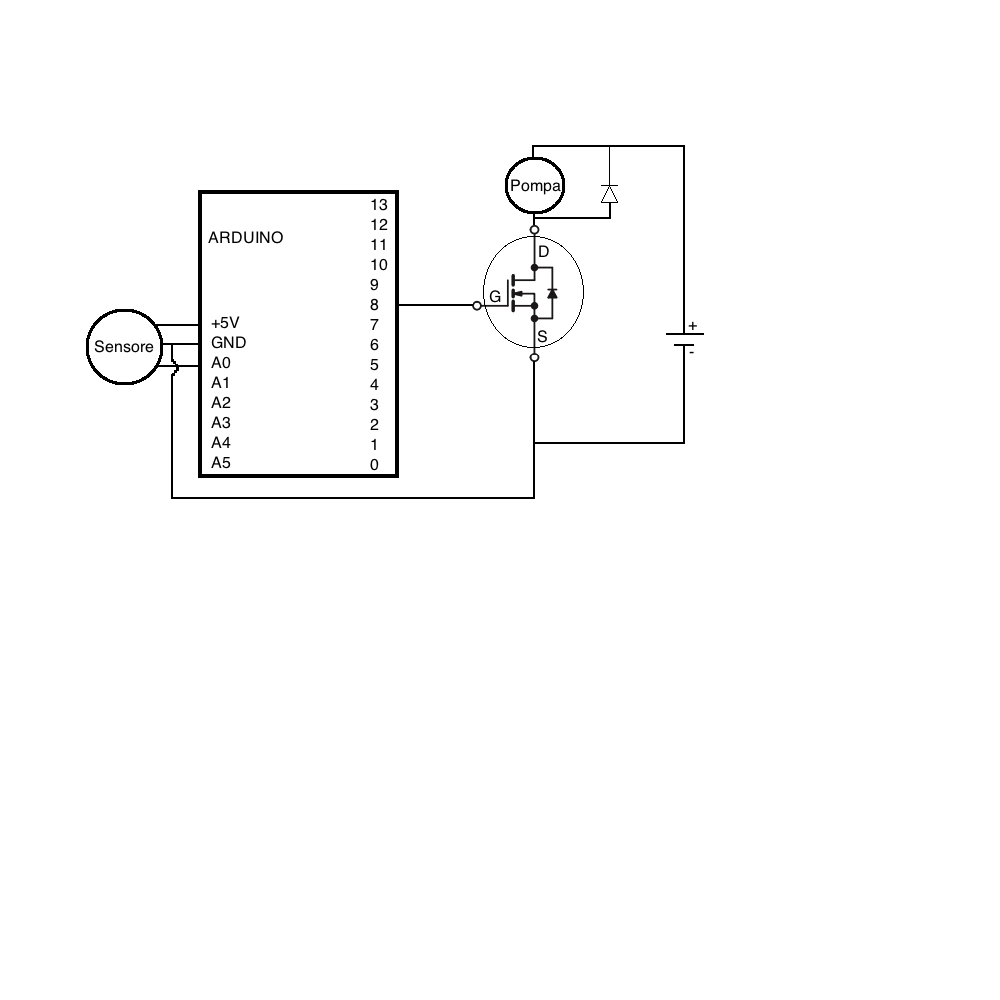 Pompa
ARDUINO
13
12
11
10
9
8
7
6
5
4
3
2
1
0
Sensore
+5V
GND
A0
A1
A2
A3
A4
A5
D
G
S
+
-